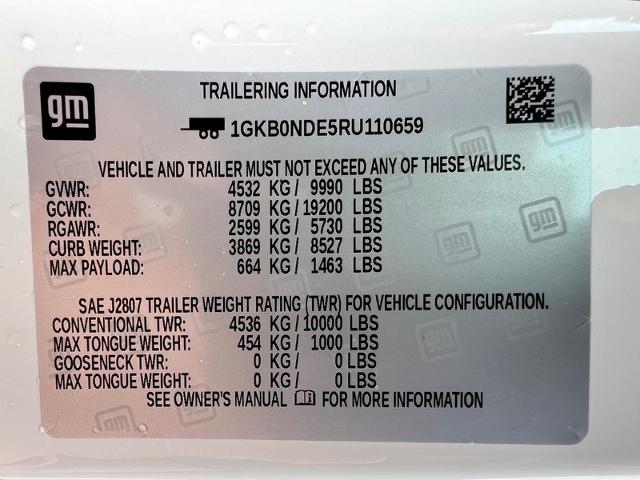 gm
TRAILERING INFORMATION
1GKB0NDE5RU110659
VEHICLE AND TRAILER MUST NOT EXCEED ANY OF THESE VALUES.
GVWR: 4532 KG/ 9990 LBS
GCWR: 8709 KG/19200 LBS
RGAWR: 2599 KG/ 5730 LBS
CURB WEIGHT: 3869 KG/ 8527 LBS
MAX PAYLOAD: 664 KG/ 1463 LBS
SAE J2807 TRAILER WEIGHT RATING (TWR) FOR VEHICLE CONFIGURATION.
CONVENTIONAL TWR: 4536 KG/10000 LBS
MAX TONGUE WEIGHT: 454 KG/ 1000 LBS
GOOSENECK TWR: 0 KG/ 0 LBS
MAX TONGUE WEIGHT: 0 KG/ 0 LBS
SEE OWNER'S MANUAL FOR MORE INFORMATION